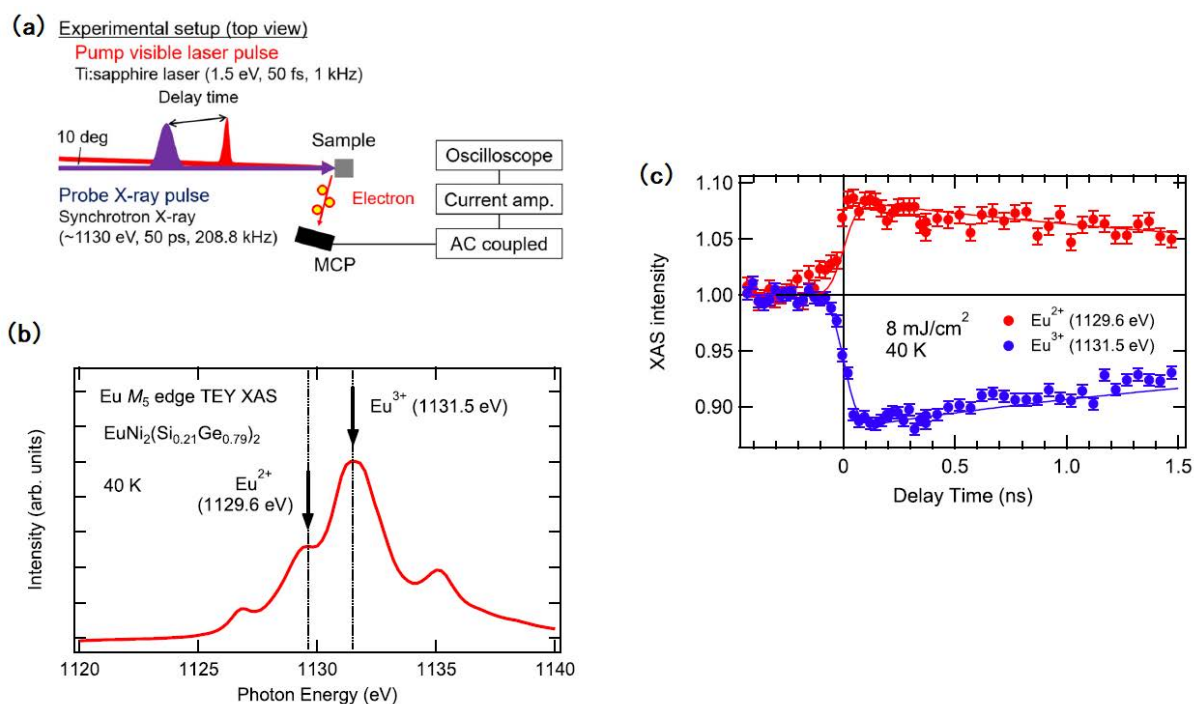 (a) Experimental setup (top view)
Pump visible laser pulse
Ti:sapphire laser (1.5 eV, 50 fs, 1 kHz)
Delay time
10 deg
Sample
Probe X-ray pulse
Synchrotron X-ray
(~1130 eV, 50 ps, 208.8 kHz)
Electron
MCP
Oscilloscope
Current amp.
AC coupled
(b)
Eu M₅ edge TEY XAS
EuNi₂(Si₀.₂₁Ge₀.₇₉)₂
40 K
Eu²⁺
(1129.6 eV)
Eu³⁺ (1131.5 eV)
Intensity (arb. units)
1120 1125 1130 1135 1140
Photon Energy (eV)
(c)
1.10
1.05
1.00
0.95
0.90
XAS intensity
8 mJ/cm²
40 K
Eu²⁺ (1129.6 eV)
Eu³⁺ (1131.5 eV)
0 0.5 1.0 1.5
Delay Time (ns)